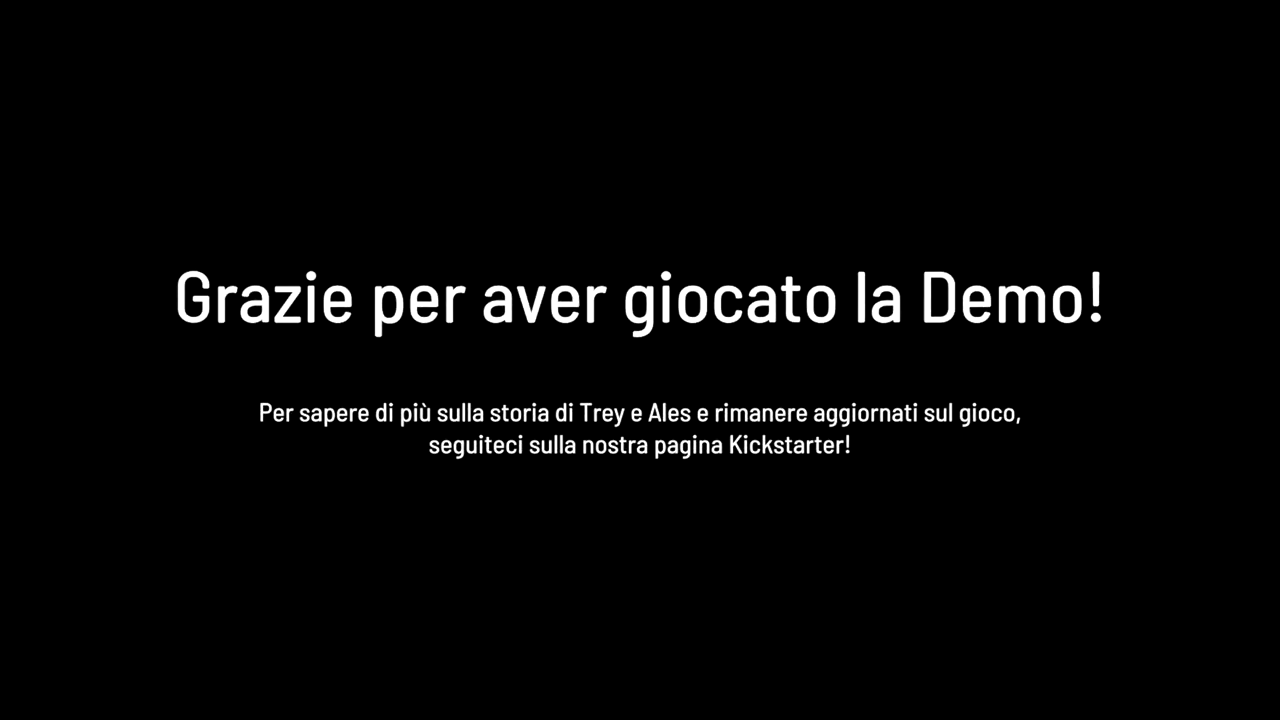 Grazie per aver giocato la Demo!
Per sapere di più sulla storia di Trey e Ales e rimanere aggiornati sul gioco,
seguiteci sulla nostra pagina Kickstarter!